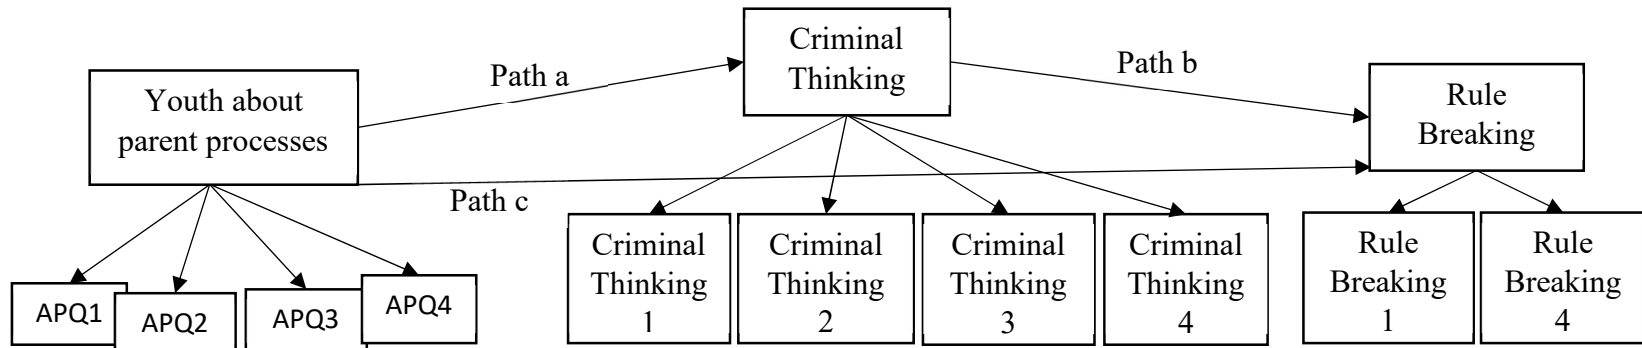 Criminal
Thinking
Path a
Path b
Youth about
parent processes
Rule
Breaking
Path c
APQ1
APQ2
APQ3
APQ4
Criminal
Thinking
1
Criminal
Thinking
2
Criminal
Thinking
3
Criminal
Thinking
4
Rule
Breaking
1
Rule
Breaking
4